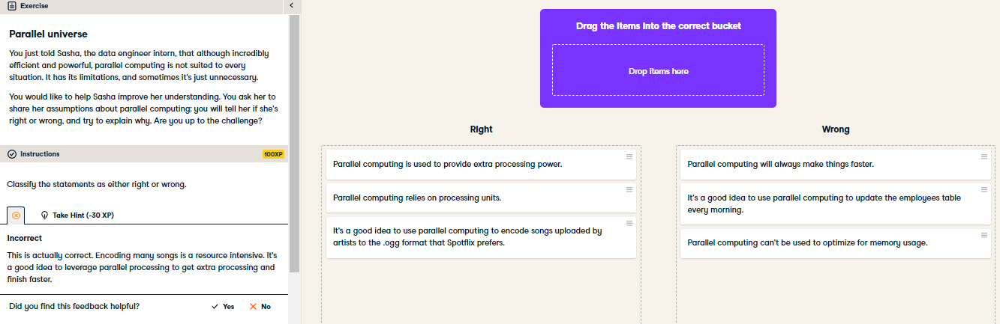 Exercise
Parallel universe
You just told Sasha, the data engineer intern, that although incredibly
efficient and powerful, parallel computing is not suited to every
situation. It has its limitations, and sometimes it's just unnecessary.
You would like to help Sasha improve her understanding. You ask her to
share her assumptions about parallel computing: you will tell her if she's
right or wrong, and try to explain why. Are you up to the challenge?
Instructions
100XP
Classify the statements as either right or wrong.
Take Hint (-30 XP)
Incorrect
This is actually correct. Encoding many songs is a resource intensive. It's
a good idea to leverage parallel processing to get extra processing and
finish faster.
Did you find this feedback helpful?
Yes
No
Drag the items into the correct bucket
Drop items here
Right
Parallel computing is used to provide extra processing power.
Parallel computing relies on processing units.
It's a good idea to use parallel computing to encode songs uploaded by
artists to the .ogg format that Spotflix prefers.
Wrong
Parallel computing will always make things faster.
It's a good idea to use parallel computing to update the employees table
every morning.
Parallel computing can't be used to optimize for memory usage.